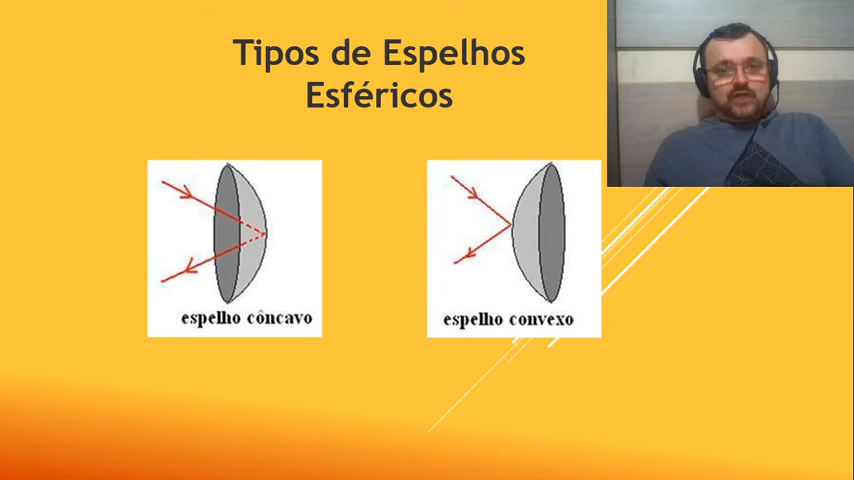 Tipos de Espelhos
Esféricos
espelho côncavo
espelho convexo